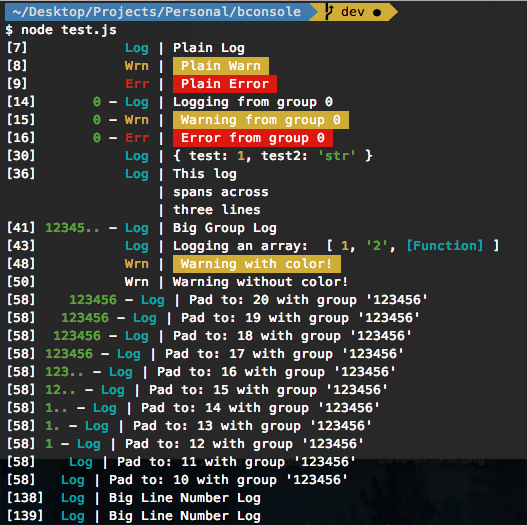 ~/Desktop/Projects/Personal/bconsole dev ●
$ node test.js
[7] Log | Plain Log
[8] Wrn | Plain Warn
[9] Err | Plain Error
[14] 0 — Log | Logging from group 0
[15] 0 — Wrn | Warning from group 0
[16] 0 — Err | Error from group 0
[30] Log | { test: 1, test2: 'str' }
[36] Log | This log
| spans across
| three lines
[41] 12345.. — Log | Big Group Log
[43] Log | Logging an array:  [ 1, '2', [Function] ]
[48] Wrn | Warning with color!
[50] Wrn | Warning without color!
[58] 123456 — Log | Pad to: 20 with group '123456'
[58] 123456 — Log | Pad to: 19 with group '123456'
[58] 123456 — Log | Pad to: 18 with group '123456'
[58] 123456 — Log | Pad to: 17 with group '123456'
[58] 123.. — Log | Pad to: 16 with group '123456'
[58] 12.. — Log | Pad to: 15 with group '123456'
[58] 1.. — Log | Pad to: 14 with group '123456'
[58] 1. — Log | Pad to: 13 with group '123456'
[58] 1 — Log | Pad to: 12 with group '123456'
[58] Log | Pad to: 11 with group '123456'
[58] Log | Pad to: 10 with group '123456'
[138] Log | Big Line Number Log
[139] Log | Big Line Number Log